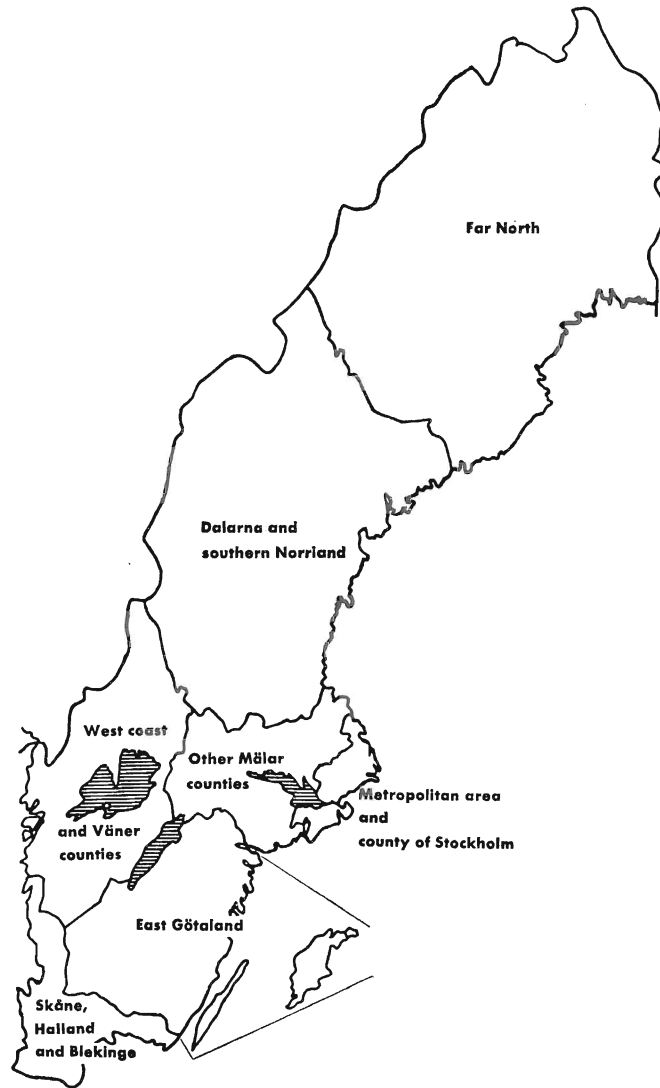 Far North
Dalarna and
southern Norriand
West coast
and Väner
counties
Other Mälar
counties
Metropolitan area
and
county of Stockholm
East Götaland
Skåne,
Halland
and Blekinge